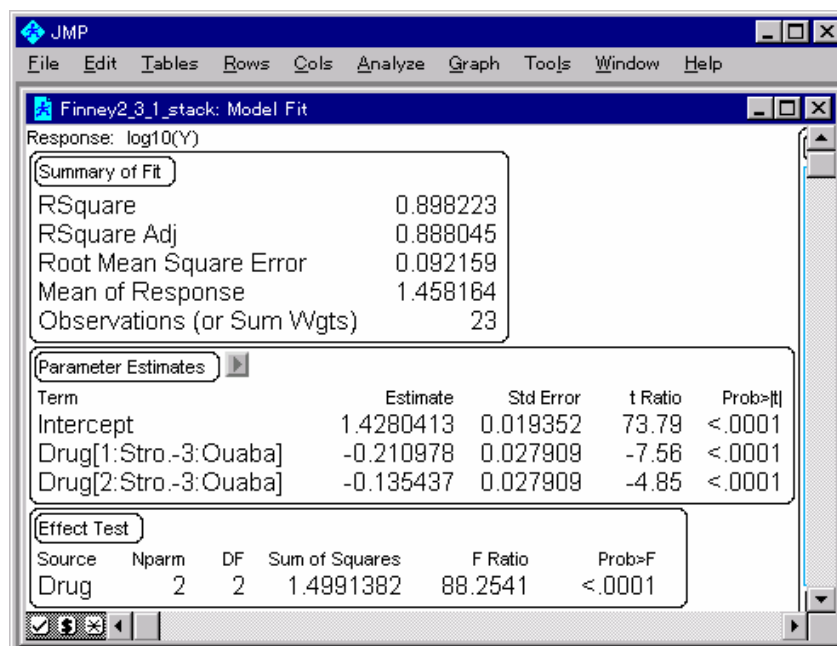 JMP
File Edit Tables Rows Cols Analyze Graph Tools Window Help
Finney2_3_1_stack: Model Fit
Response: log10(Y)
Summary of Fit
RSquare 0.898223
RSquare Adj 0.888045
Root Mean Square Error 0.092159
Mean of Response 1.458164
Observations (or Sum Wgts) 23
Parameter Estimates
Term Estimate Std Error t Ratio Prob>|t|
Intercept 1.4280413 0.019352 73.79 <.0001
Drug[1:Stro.-3:Ouaba] -0.210978 0.027909 -7.56 <.0001
Drug[2:Stro.-3:Ouaba] -0.135437 0.027909 -4.85 <.0001
Effect Test
Source Nparm DF Sum of Squares F Ratio Prob>F
Drug 2 2 1.4991382 88.2541 <.0001